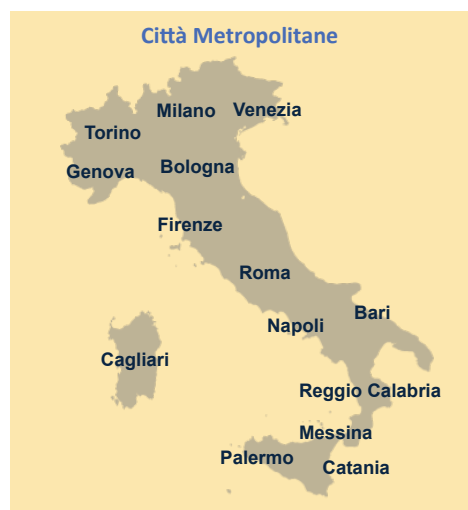 Città Metropolitane
Milano
Venezia
Torino
Genova
Bologna
Firenze
Roma
Napoli
Bari
Cagliari
Reggio Calabria
Messina
Palermo
Catania